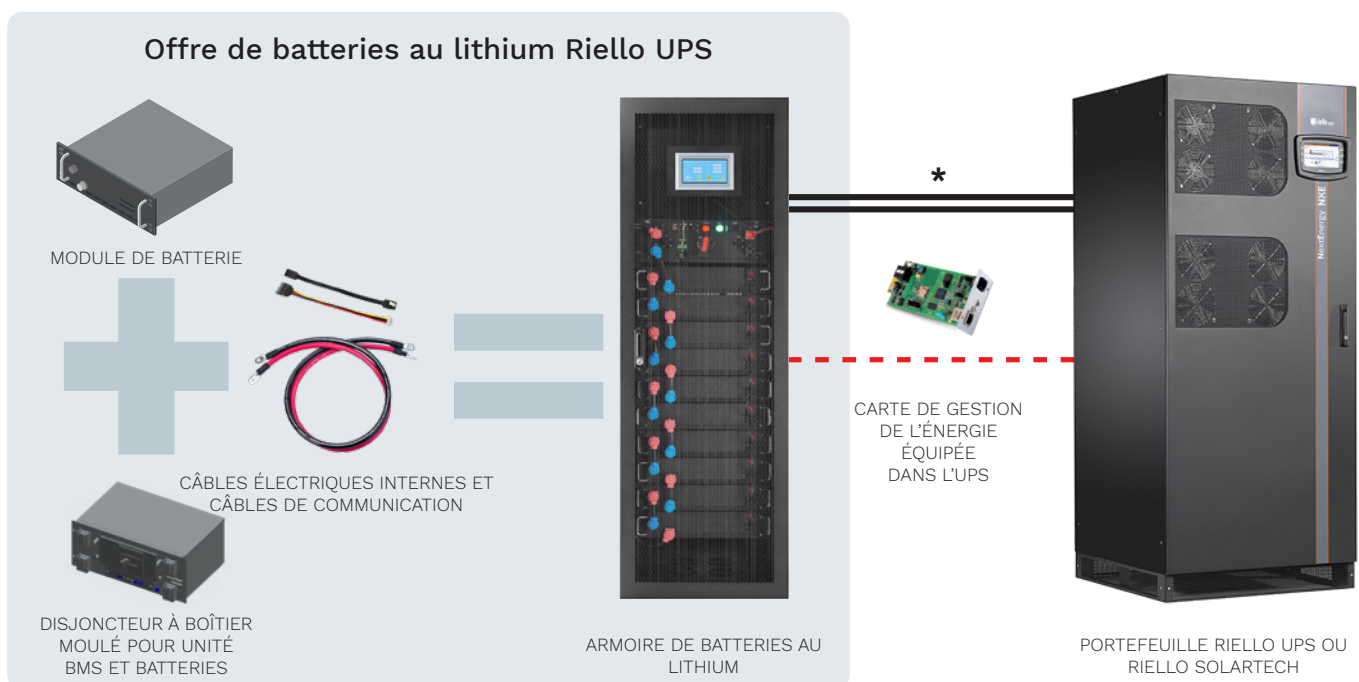 Offre de batteries au lithium Riello UPS
MODULE DE BATTERIE
CÂBLES ÉLECTRIQUES INTERNES ET
CÂBLES DE COMMUNICATION
DISJONCTEUR À BOÎTIER
MOULÉ POUR UNITÉ
BMS ET BATTERIES
ARMOIRE DE BATTERIES AU
LITHIUM
*
CARTE DE GESTION
DE L'ÉNERGIE
ÉQUIPÉE
DANS L'UPS
NextEnergy NXE
PORTEFEUILLE RIELLO UPS OU
RIELLO SOLARTECH